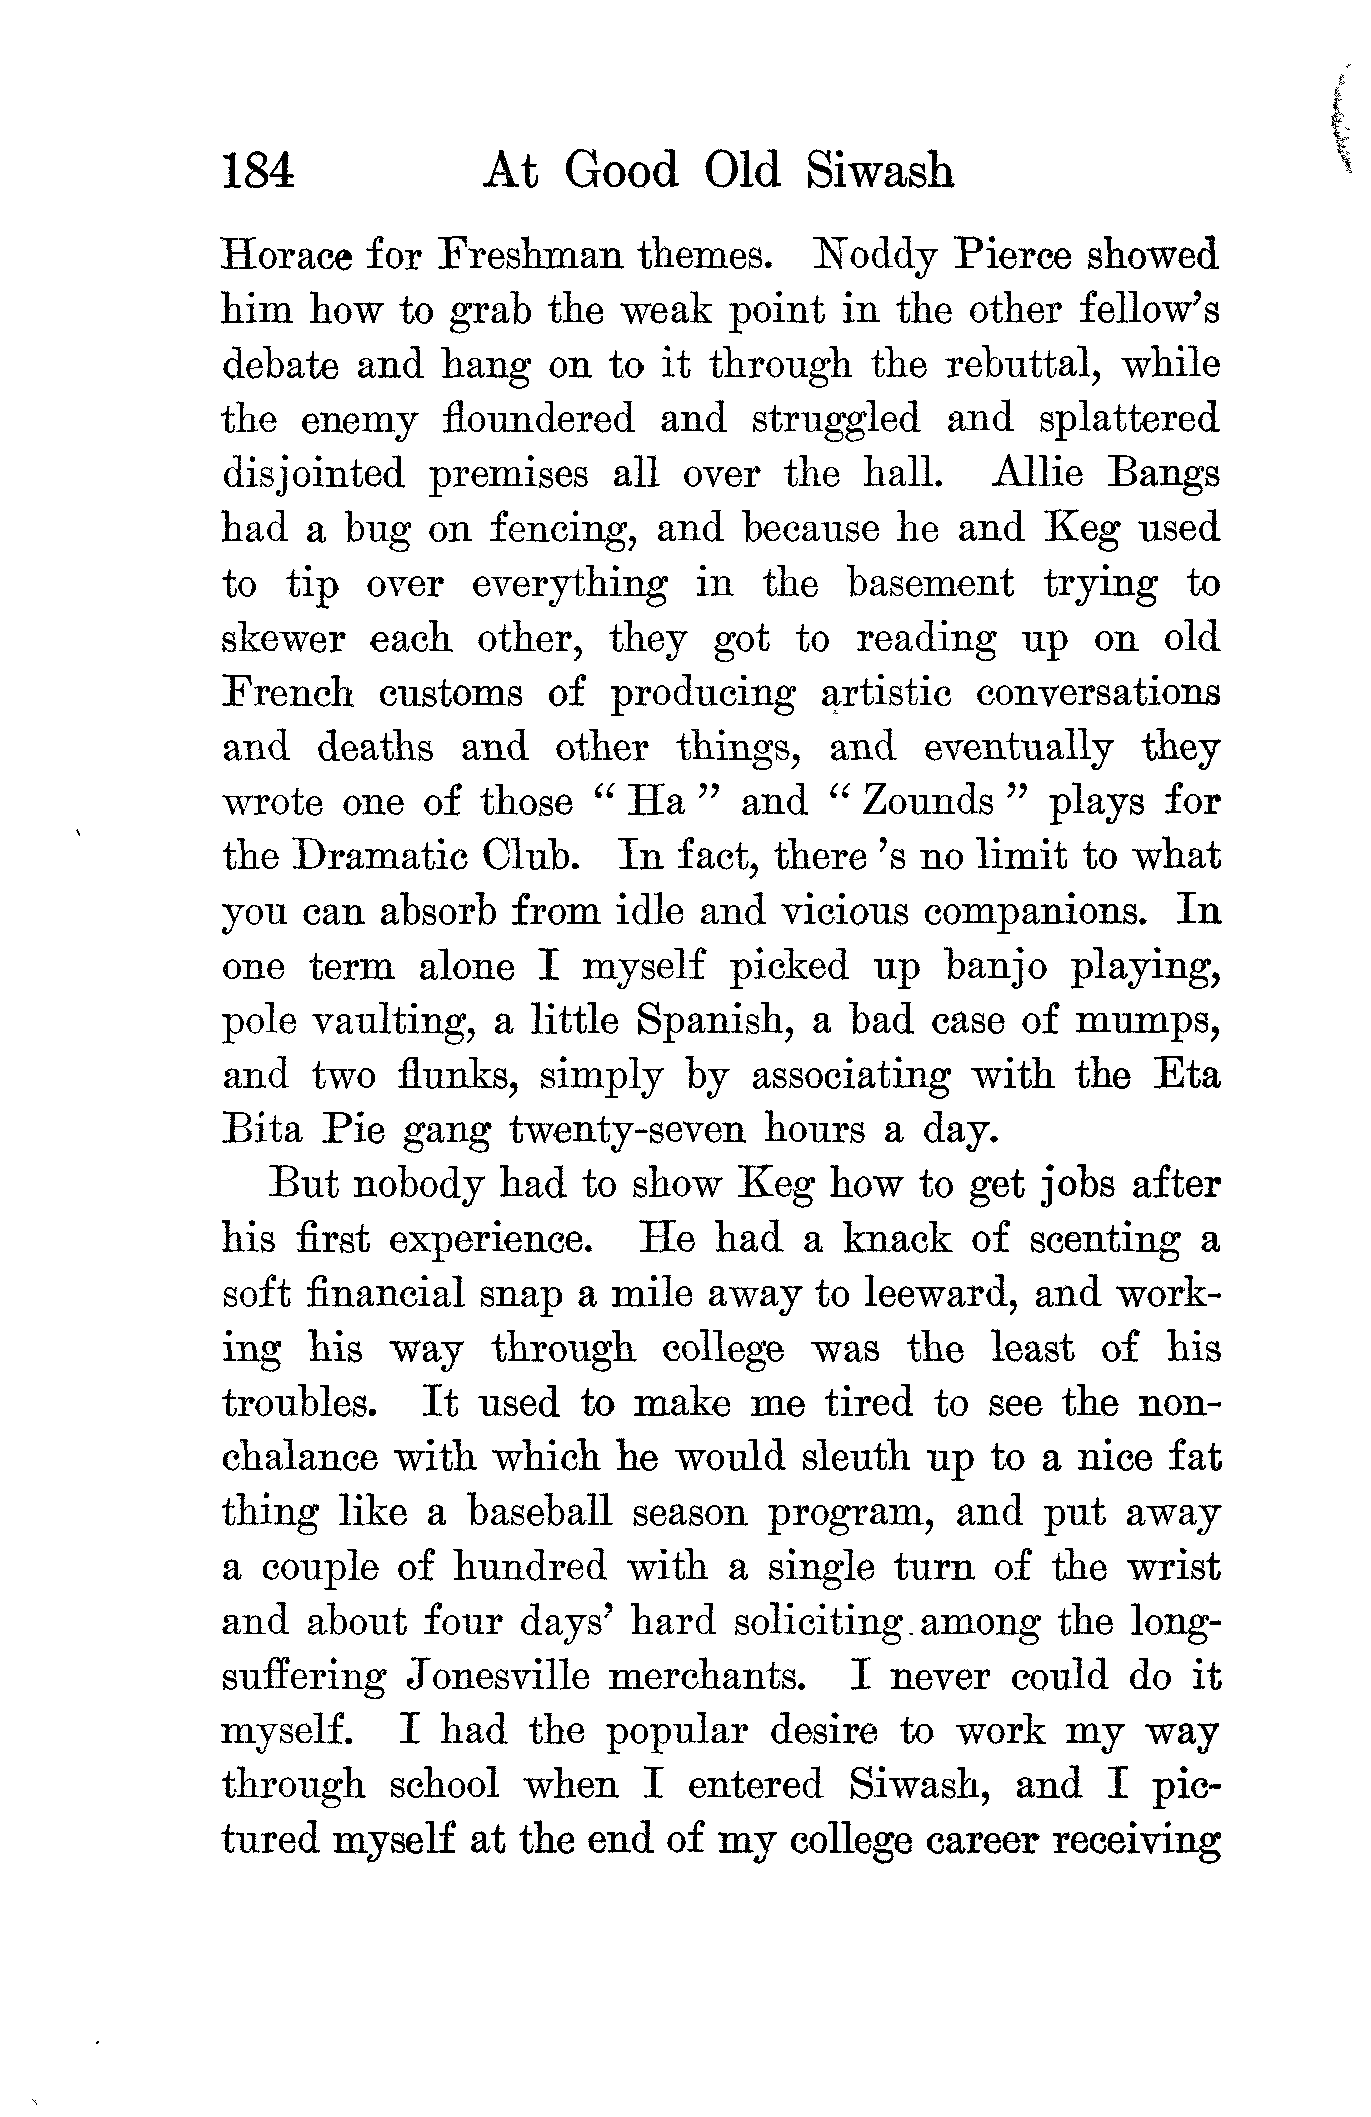 184 At Good Old Siwash
Horace for Freshman themes. Noddy Pierce showed
him how to grab the weak point in the other fellow's
debate and hang on to it through the rebuttal, while
the enemy floundered and struggled and splattered
disjointed premises all over the hall. Allie Bangs
had a bug on fencing, and because he and Keg used
to tip over everything in the basement trying to
skewer each other, they got to reading up on old
French customs of producing artistic conversations
and deaths and other things, and eventually they
wrote one of those " Ha " and " Zounds " plays for
the Dramatic Club. In fact, there 's no limit to what
you can absorb from idle and vicious companions. In
one term alone I myself picked up banjo playing,
pole vaulting, a little Spanish, a bad case of mumps,
and two flunks, simply by associating with the Eta
Bita Pie gang twenty-seven hours a day.
But nobody had to show Keg how to get jobs after
his first experience. He had a knack of scenting a
soft financial snap a mile away to leeward, and work-
ing his way through college was the least of his
troubles. It used to make me tired to see the non-
chalance with which he would sleuth up to a nice fat
thing like a baseball season program, and put away
a couple of hundred with a single turn of the wrist
and about four days' hard soliciting among the long-
suffering Jonesville merchants. I never could do it
myself. I had the popular desire to work my way
through school when I entered Siwash, and I pic-
tured myself at the end of my college career receiving